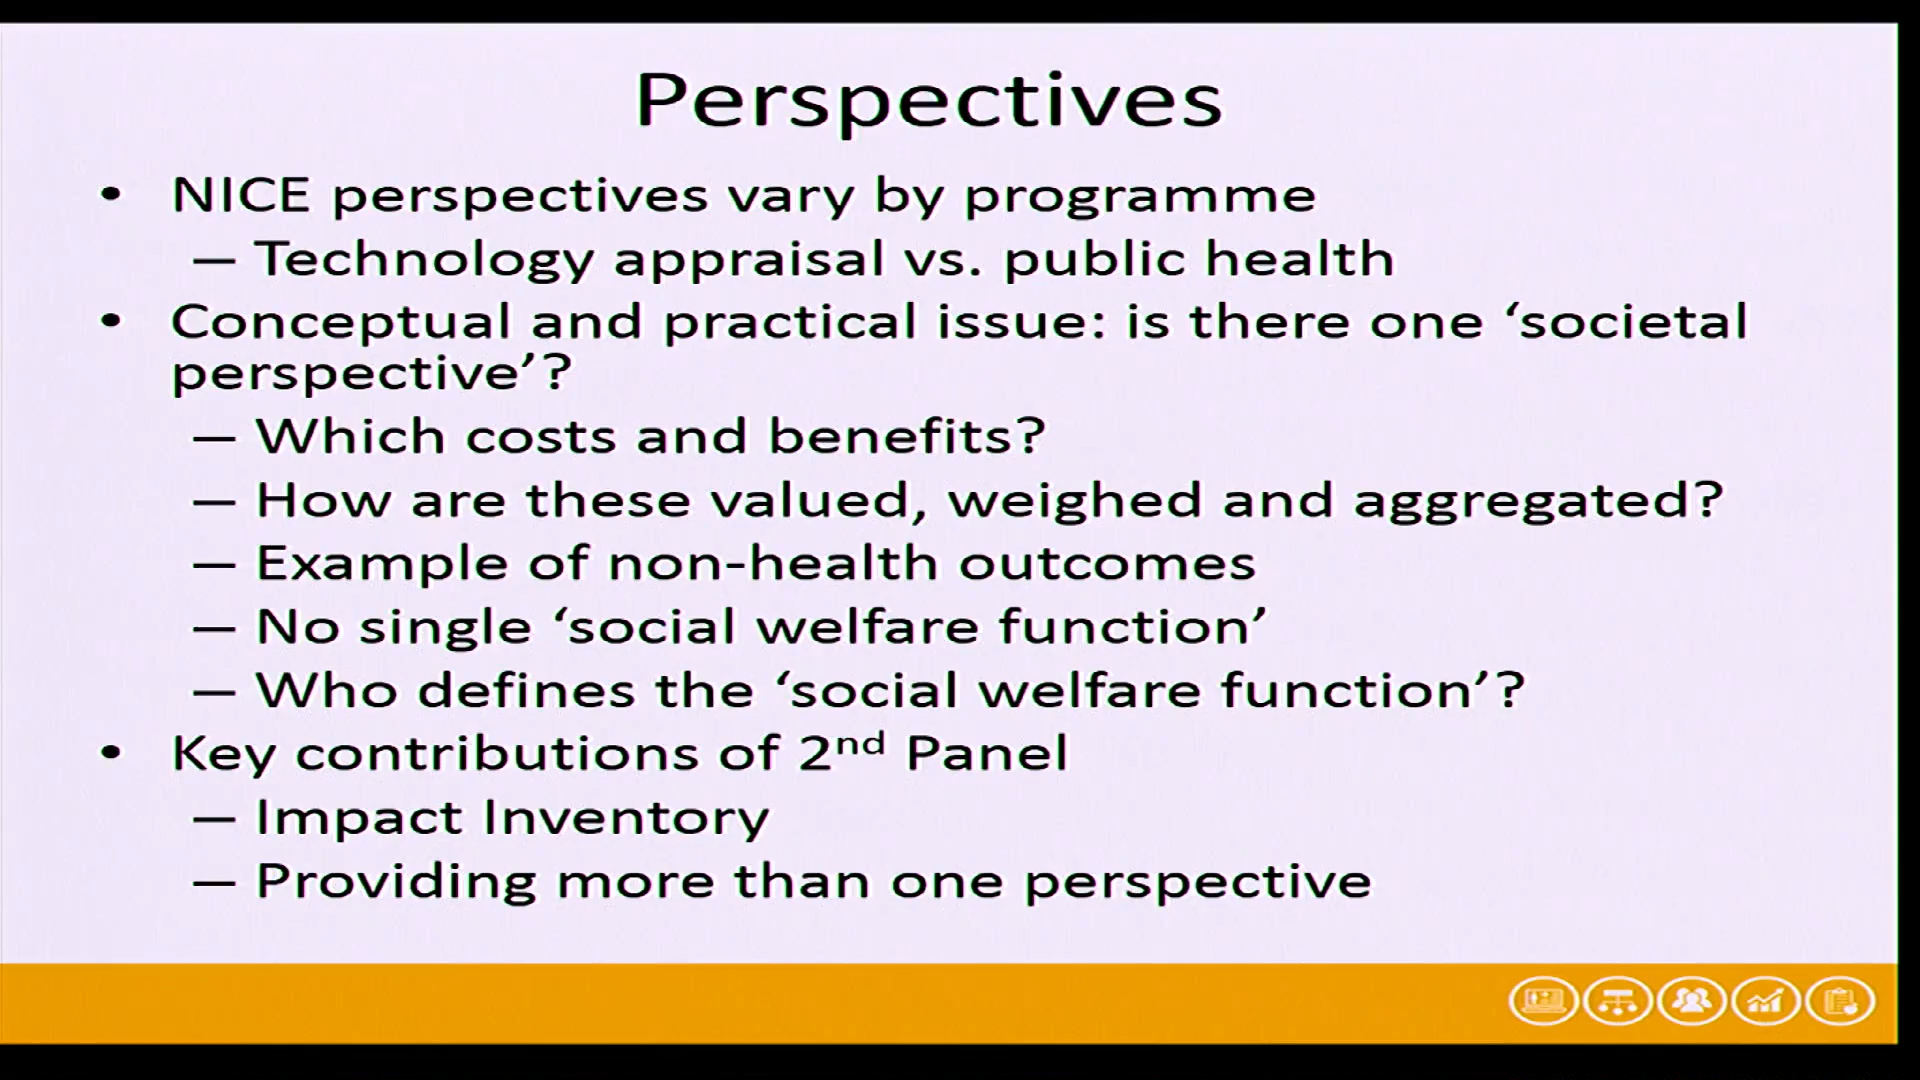 Perspectives
• NICE perspectives vary by programme
– Technology appraisal vs. public health
• Conceptual and practical issue: is there one ‘societal
perspective’?
– Which costs and benefits?
– How are these valued, weighed and aggregated?
– Example of non-health outcomes
– No single ‘social welfare function’
– Who defines the ‘social welfare function’?
• Key contributions of 2nd Panel
– Impact Inventory
– Providing more than one perspective